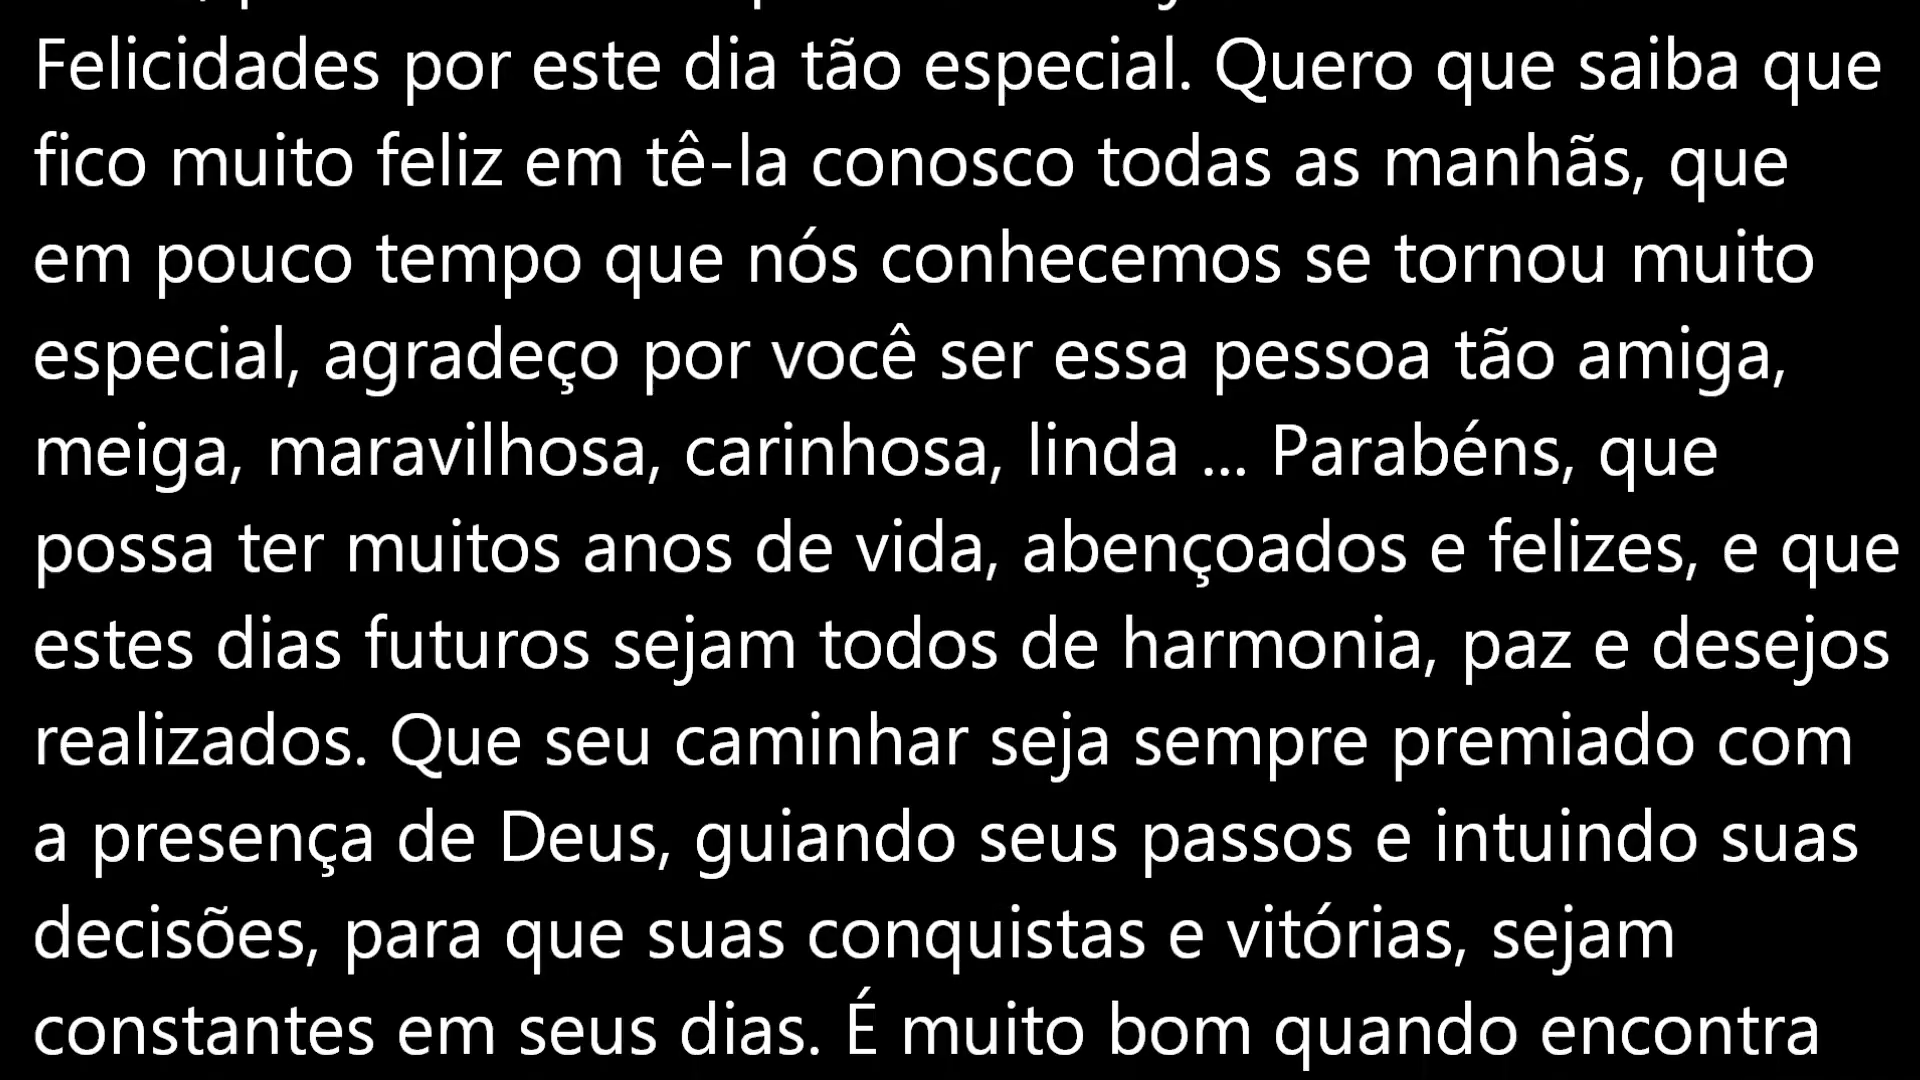 Felicidades por este dia tão especial. Quero que saiba que
fico muito feliz em tê-la conosco todas as manhãs, que
em pouco tempo que nós conhecemos se tornou muito
especial, agradeço por você ser essa pessoa tão amiga,
meiga, maravilhosa, carinhosa, linda ... Parabéns, que
possa ter muitos anos de vida, abençoados e felizes, e que
estes dias futuros sejam todos de harmonia, paz e desejos
realizados. Que seu caminhar seja sempre premiado com
a presença de Deus, guiando seus passos e intuindo suas
decisões, para que suas conquistas e vitórias, sejam
constantes em seus dias. É muito bom quando encontra